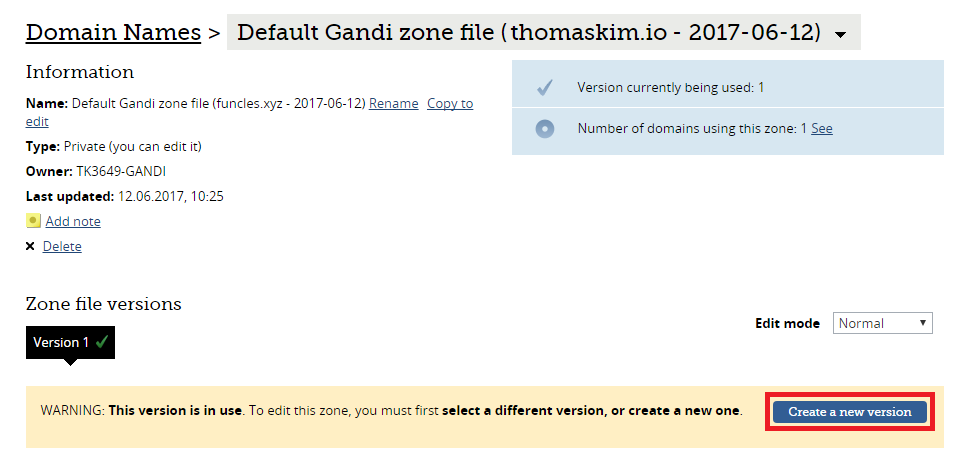 Domain Names > Default Gandi zone file (thomaskim.io - 2017-06-12)
Information
Name: Default Gandi zone file (funcles.xyz - 2017-06-12) Rename Copy to
edit
Type: Private (you can edit it)
Owner: TK3649-GANDI
Last updated: 12.06.2017, 10:25
Add note
Delete
Version currently being used: 1
Number of domains using this zone: 1 See
Zone file versions
Edit mode Normal
Version 1
WARNING: This version is in use. To edit this zone, you must first select a different version, or create a new one.
Create a new version